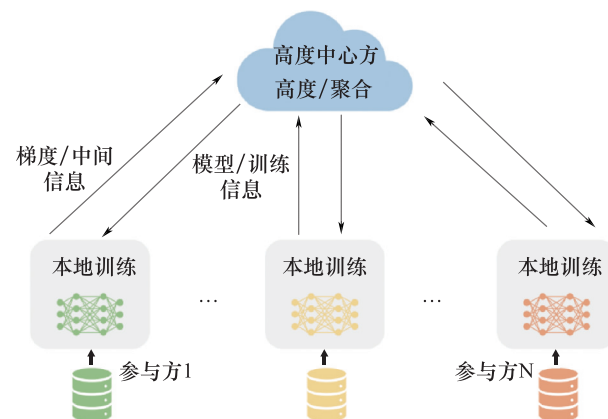 高度中心方
高度/聚合
梯度/中间
信息
模型/训练
信息
本地训练
本地训练
本地训练
...
...
参与方1
参与方N